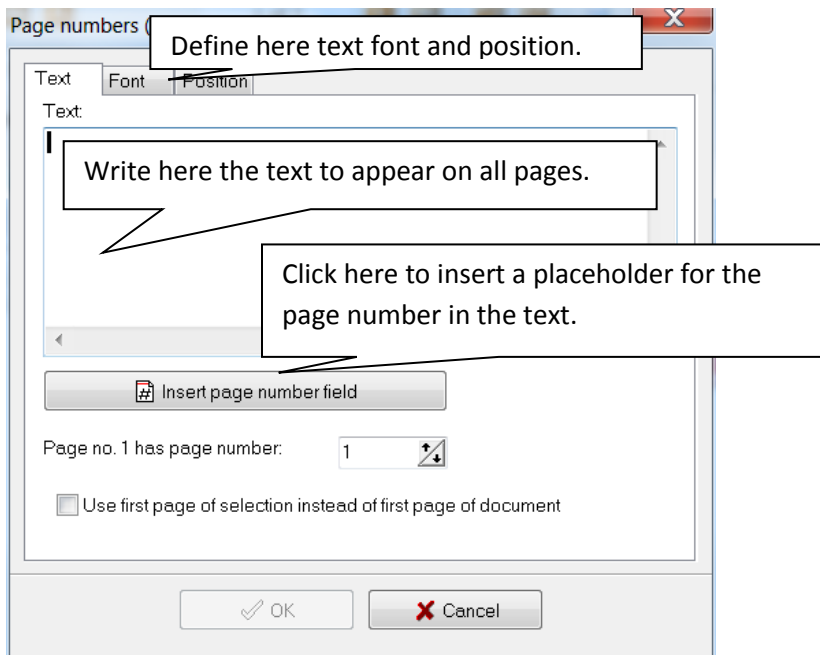 Page numbers (
Define here text font and position.
Text Font Position
Text:
Write here the text to appear on all pages.
Click here to insert a placeholder for the
page number in the text.
# Insert page number field
Page no. 1 has page number: 1
Use first page of selection instead of first page of document
OK Cancel